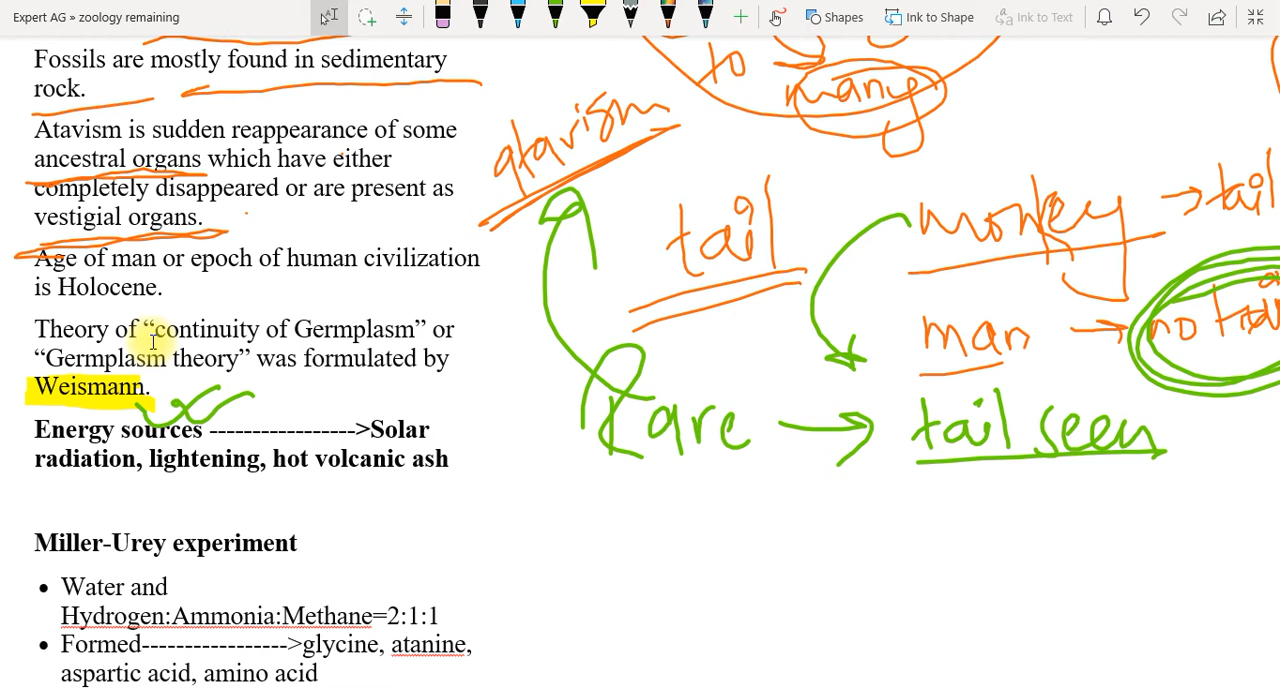 Expert AG » zoology remaining
Shapes
Ink to Shape
Ink to Text
Fossils are mostly found in sedimentary
rock.
Atavism is sudden reappearance of some
ancestral organs which have either
completely disappeared or are present as
vestigial organs.
Age of man or epoch of human civilization
is Holocene.
Theory of “continuity of Germplasm” or
“Germplasm theory” was formulated by
Weismann.
Energy sources ----------------->Solar
radiation, lightening, hot volcanic ash
Miller-Urey experiment
• Water and
Hydrogen:Ammonia:Methane=2:1:1
• Formed----------------->glycine, atanine,
aspartic acid, amino acid
to
many
atavism
tail
monkey → tail
man → no
Rare → tail seen